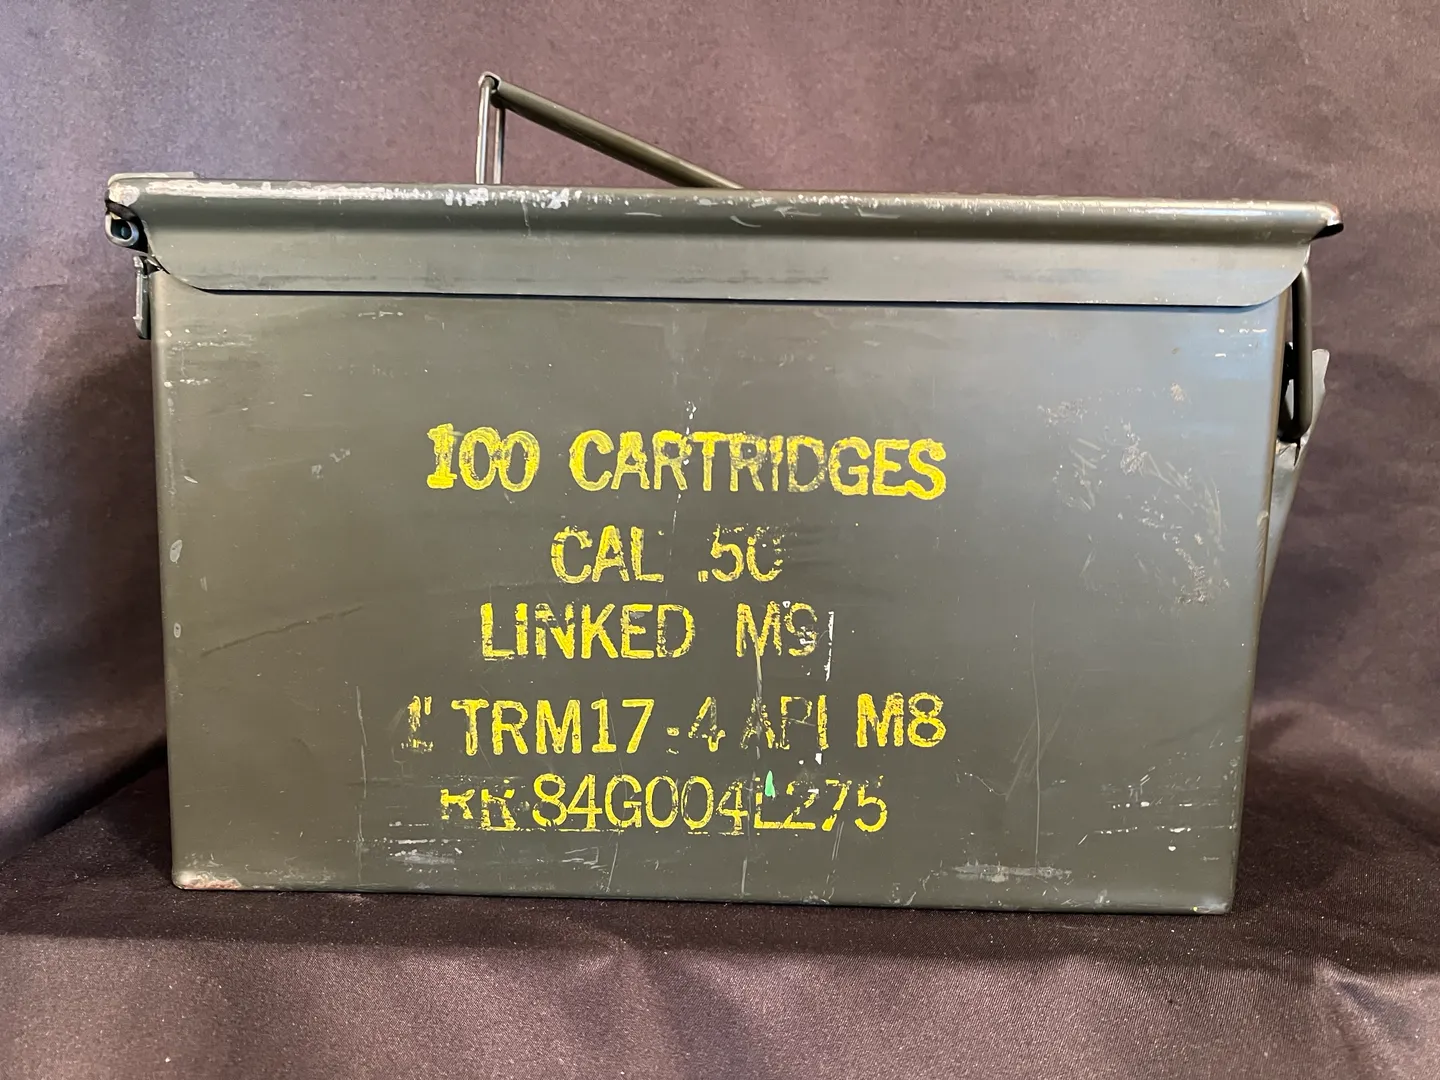 100 CARTRIDGES
CAL .50
LINKED M9
TRM17-4 API M8
84G004L275